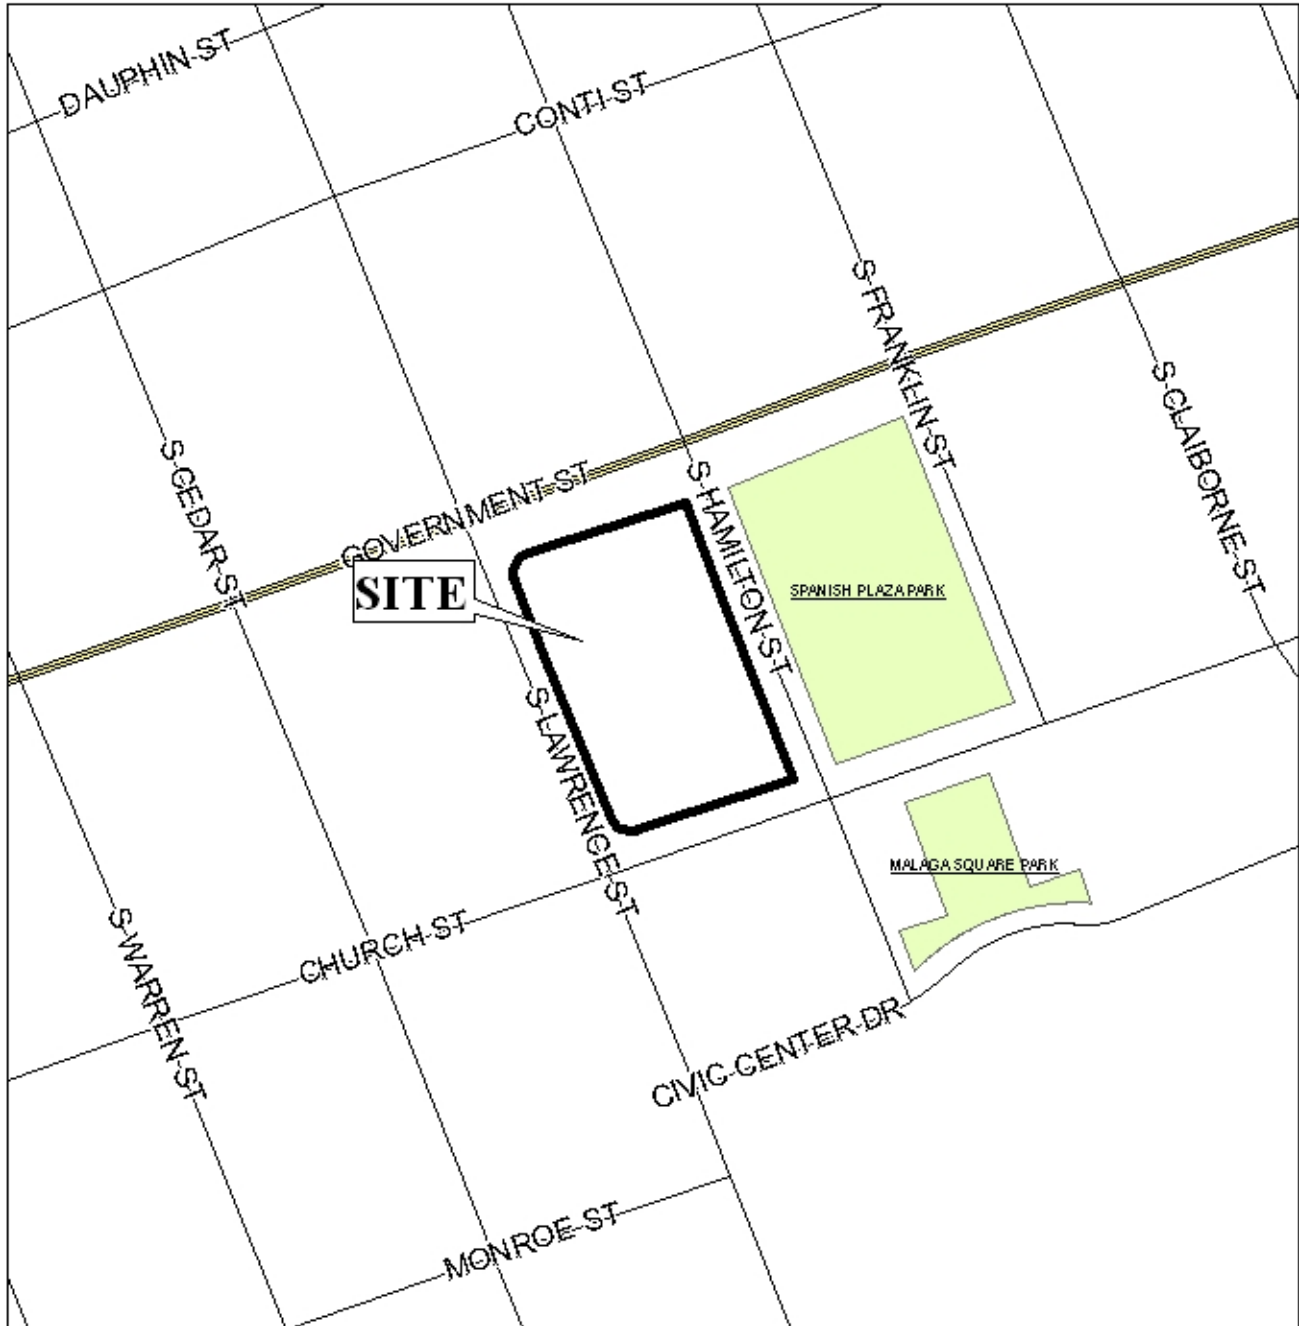 DAUPHIN ST
CONTI ST
S FRANKLIN ST
S CLAIBORNE ST
S CEDAR ST
GOVERNMENT ST
S HAMILTON ST
SITE
SPANISH PLAZA PARK
S LAWRENCE ST
MALAGA SQUARE PARK
S WARREN ST
CHURCH ST
CIVIC CENTER DR
MONROE ST